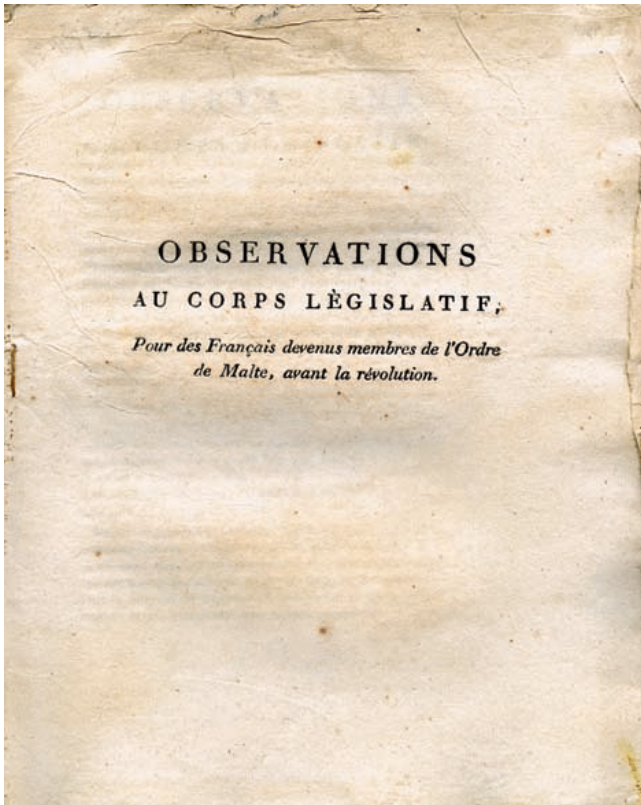 OBSERVATIONS
AU CORPS LÈGISLATIF,
Pour des Français devenus membres de l'Ordre
de Malte, avant la révolution.